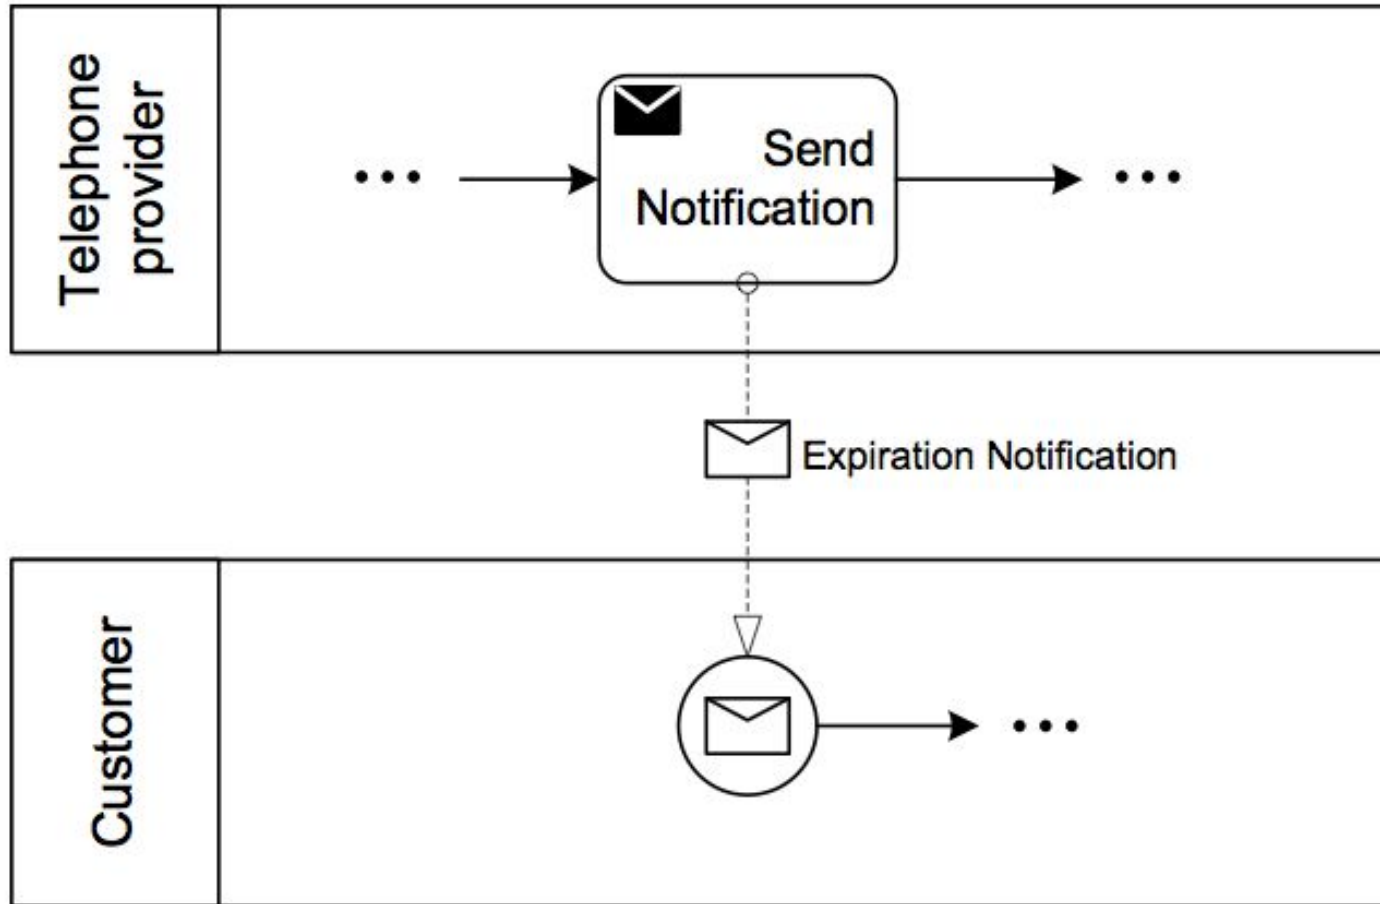 Telephone
provider
Send
Notification
Expiration Notification
Customer